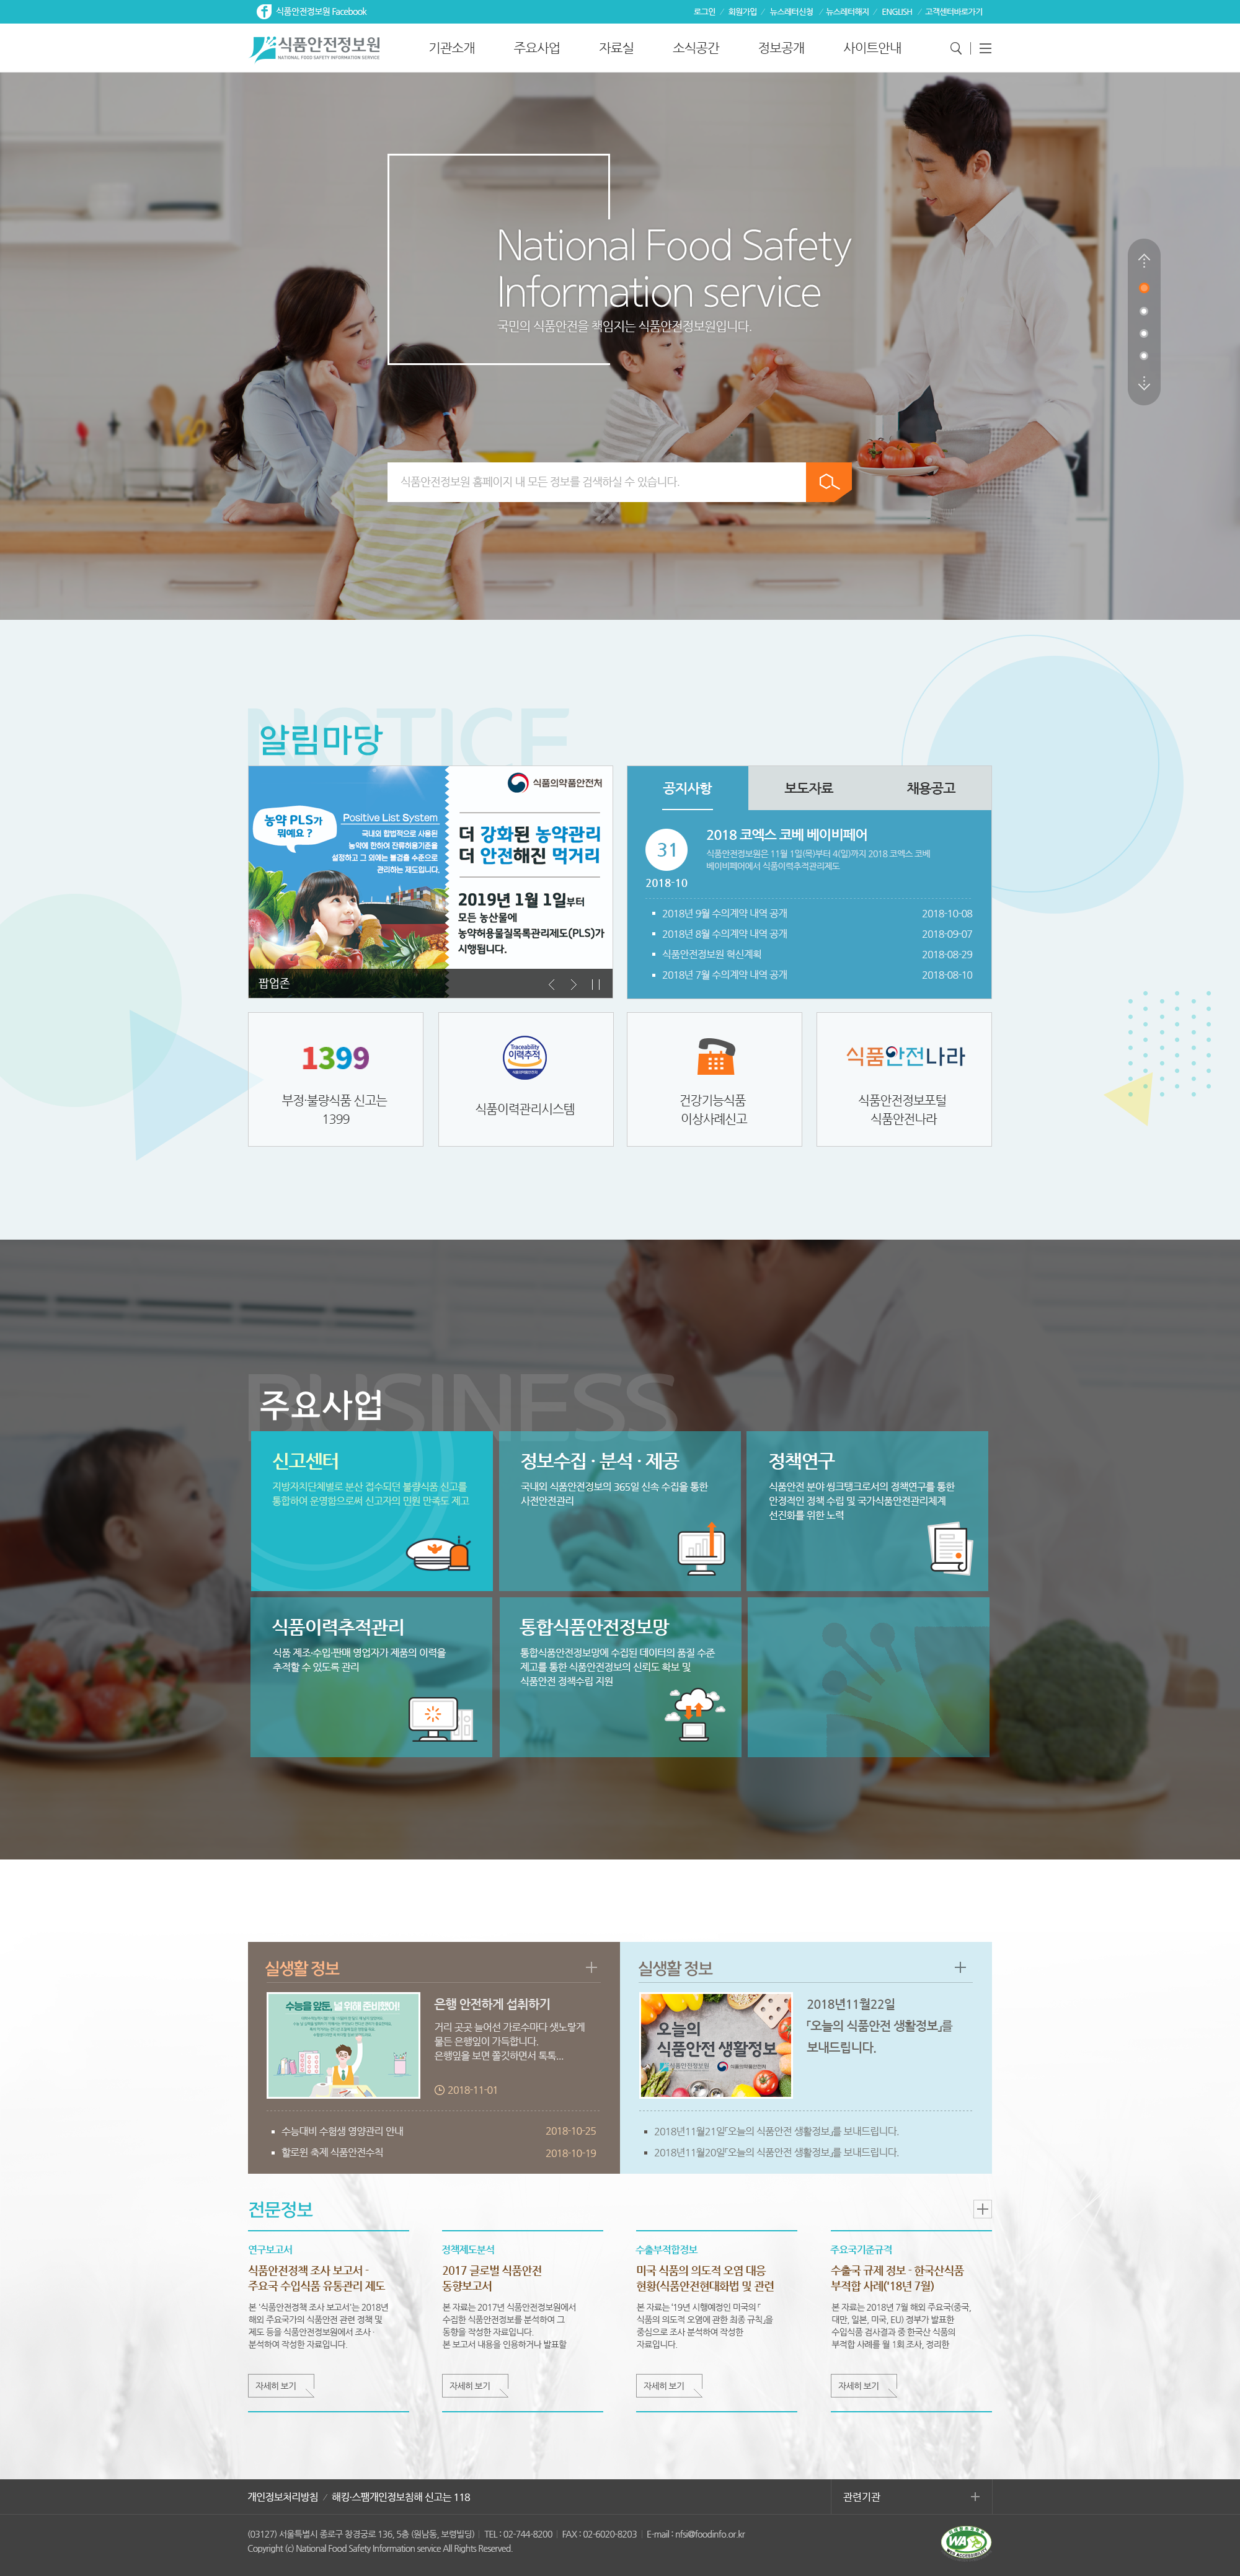 식품안전정보원 Facebook
로그인 / 회원가입 / 뉴스레터신청 / 뉴스레터해지 / ENGLISH / 고객센터바로가기
식품안전정보원
NATIONAL FOOD SAFETY INFORMATION SERVICE
기관소개 주요사업 자료실 소식공간 정보공개 사이트안내
National Food Safety
Information service
국민의 식품안전을 책임지는 식품안전정보원입니다.
식품안전정보원 홈페이지 내 모든 정보를 검색하실 수 있습니다.
NOTICE
알림마당
농약 PLS가
뭐예요 ?
Positive List System
국내외 합법적으로 사용된
농약에 한하여 잔류허용기준을
설정하고 그 외에는 불검출 수준으로
관리하는 제도입니다.
식품의약품안전처
더 강화된 농약관리
더 안전해진 먹거리
2019년 1월 1일부터
모든 농산물에
농약허용물질목록관리제도(PLS)가
시행됩니다.
팝업존
공지사항 보도자료 채용공고
31
2018-10
2018 코엑스 코베 베이비페어
식품안전정보원은 11월 1일(목)부터 4(일)까지 2018 코엑스 코베
베이비페어에서 식품이력추적관리제도
2018년 9월 수의계약 내역 공개 2018-10-08
2018년 8월 수의계약 내역 공개 2018-09-07
식품안전정보원 혁신계획 2018-08-29
2018년 7월 수의계약 내역 공개 2018-08-10
1399
부정·불량식품 신고는
1399
Traceability
이력추적
식품이력관리시스템
건강기능식품
이상사례신고
식품안전나라
식품안전정보포털
식품안전나라
BUSINESS
주요사업
신고센터
지방자치단체별로 분산 접수되던 불량식품 신고를
통합하여 운영함으로써 신고자의 민원 만족도 제고
정보수집 · 분석 · 제공
국내외 식품안전정보의 365일 신속 수집을 통한
사전안전관리
정책연구
식품안전 분야 씽크탱크로서의 정책연구를 통한
안정적인 정책 수립 및 국가식품안전관리체계
선진화를 위한 노력
식품이력추적관리
식품 제조·수입·판매 영업자가 제품의 이력을
추적할 수 있도록 관리
통합식품안전정보망
통합식품안전정보망에 수집된 데이터의 품질 수준
제고를 통한 식품안전정보의 신뢰도 확보 및
식품안전 정책수립 지원
실생활 정보
수능을 앞둔, 널 위해 준비했어!
은행 안전하게 섭취하기
거리 곳곳 늘어선 가로수마다 샛노랗게
물든 은행잎이 가득합니다.
은행잎을 보면 쫄깃하면서 톡톡...
2018-11-01
수능대비 수험생 영양관리 안내 2018-10-25
할로윈 축제 식품안전수칙 2018-10-19
실생활 정보
오늘의
식품안전 생활정보
식품안전정보원 식품의약품안전처
2018년11월22일
「오늘의 식품안전 생활정보」를
보내드립니다.
2018년11월21일「오늘의 식품안전 생활정보」를 보내드립니다.
2018년11월20일「오늘의 식품안전 생활정보」를 보내드립니다.
전문정보
연구보고서
식품안전정책 조사 보고서 -
주요국 수입식품 유통관리 제도
본 '식품안전정책 조사 보고서'는 2018년
해외 주요국가의 식품안전 관련 정책 및
제도 등을 식품안전정보원에서 조사 ·
분석하여 작성한 자료입니다.
자세히 보기
정책제도분석
2017 글로벌 식품안전
동향보고서
본 자료는 2017년 식품안전정보원에서
수집한 식품안전정보를 분석하여 그
동향을 작성한 자료입니다.
본 보고서 내용을 인용하거나 발표할
자세히 보기
수출부적합정보
미국 식품의 의도적 오염 대응
현황(식품안전현대화법 및 관련
본 자료는 '19년 시행예정인 미국의 「
식품의 의도적 오염에 관한 최종 규칙」을
중심으로 조사 분석하여 작성한
자료입니다.
자세히 보기
주요국기준규격
수출국 규제 정보 - 한국산식품
부적합 사례('18년 7월)
본 자료는 2018년 7월 해외 주요국(중국,
대만, 일본, 미국, EU) 정부가 발표한
수입식품 검사결과 중 한국산 식품의
부적합 사례를 월 1회 조사, 정리한
자세히 보기
개인정보처리방침 / 해킹·스팸개인정보침해 신고는 118
관련기관
(03127) 서울특별시 종로구 창경궁로 136, 5층 (원남동, 보령빌딩) | TEL : 02-744-8200 | FAX : 02-6020-8203 | E-mail : nfsi@foodinfo.or.kr
Copyright (c) National Food Safety Information service All Rights Reserved.
WA
WEB ACCESSIBILITY